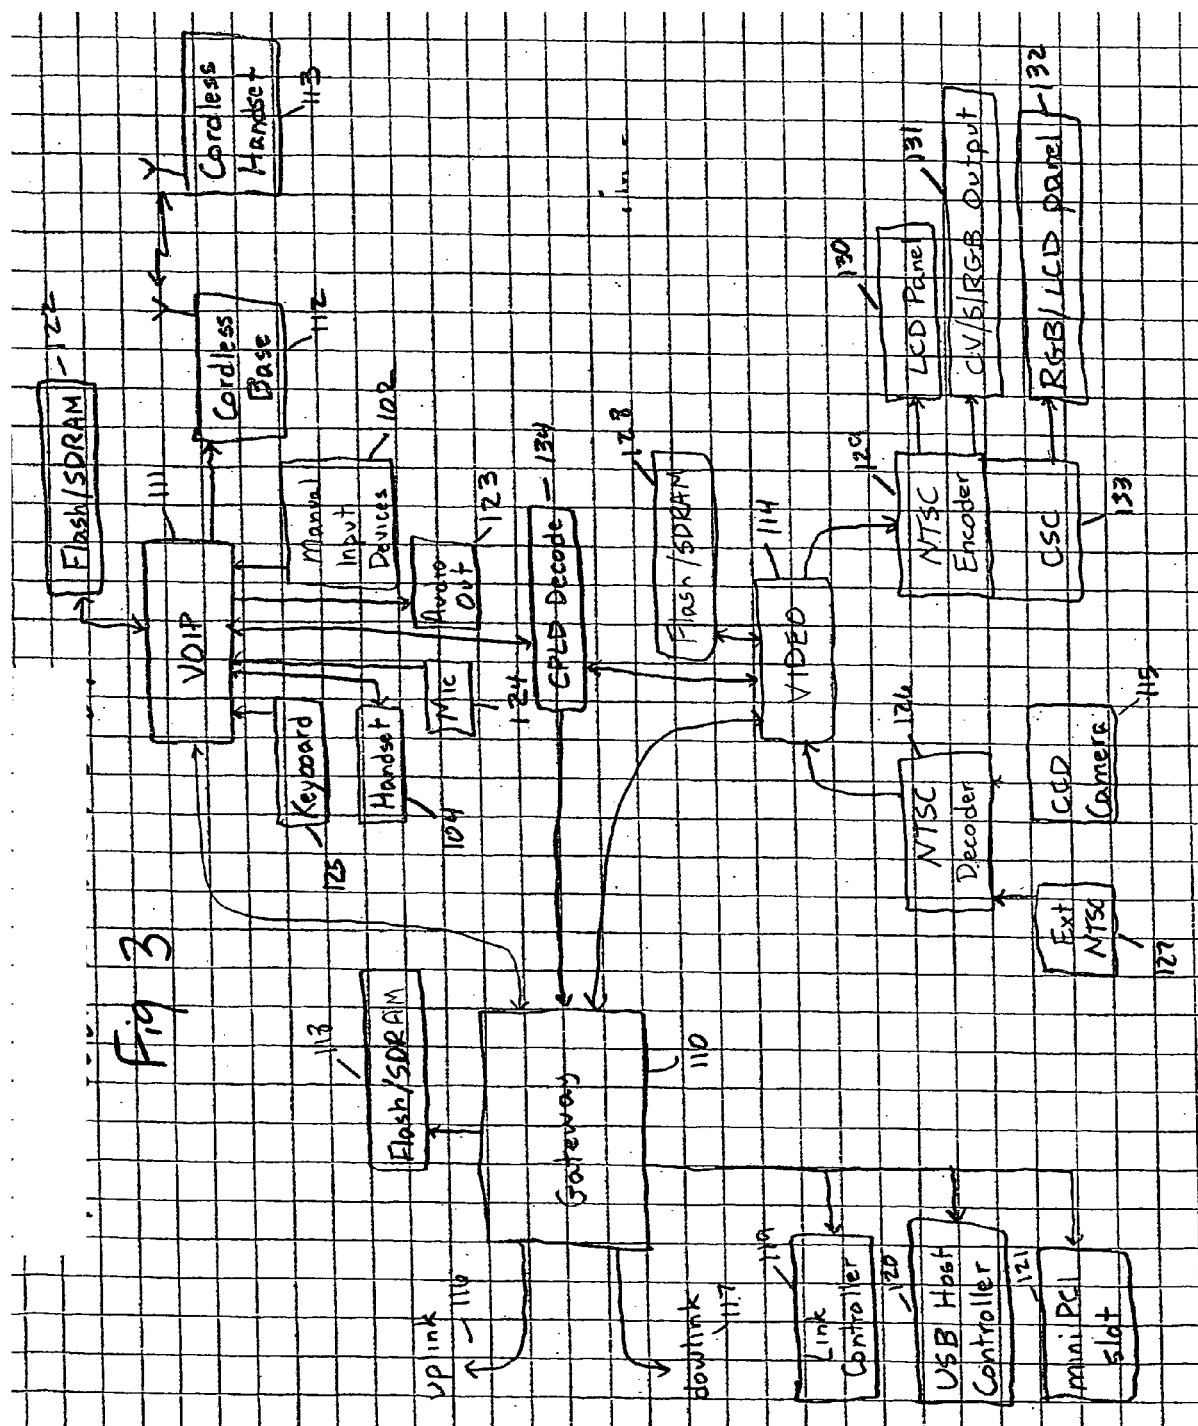 Fig 3
Flash/SDRAM
122
VOIP
111
Cordless
Base
112
Cordless
Handset
113
Manual
Input
Devices
102
Audio
Out
123
Mic
124
Keyboard
125
Handset
104
CPLD Decode
134
Flash/SDRAM
113
Gateway
110
uplink
116
dowlink
117
Link
Controller
119
USB Host
Controller
120
mini PCI
slot
121
Flash/SDRAM
128
VIDEO
114
NTSC
Decoder
126
Ext
NTSC
127
CCD
Camera
115
NTSC
Encoder
129
CSC
133
LCD Panel
130
CV/S/RGB Output
131
RGB/LCD panel
132